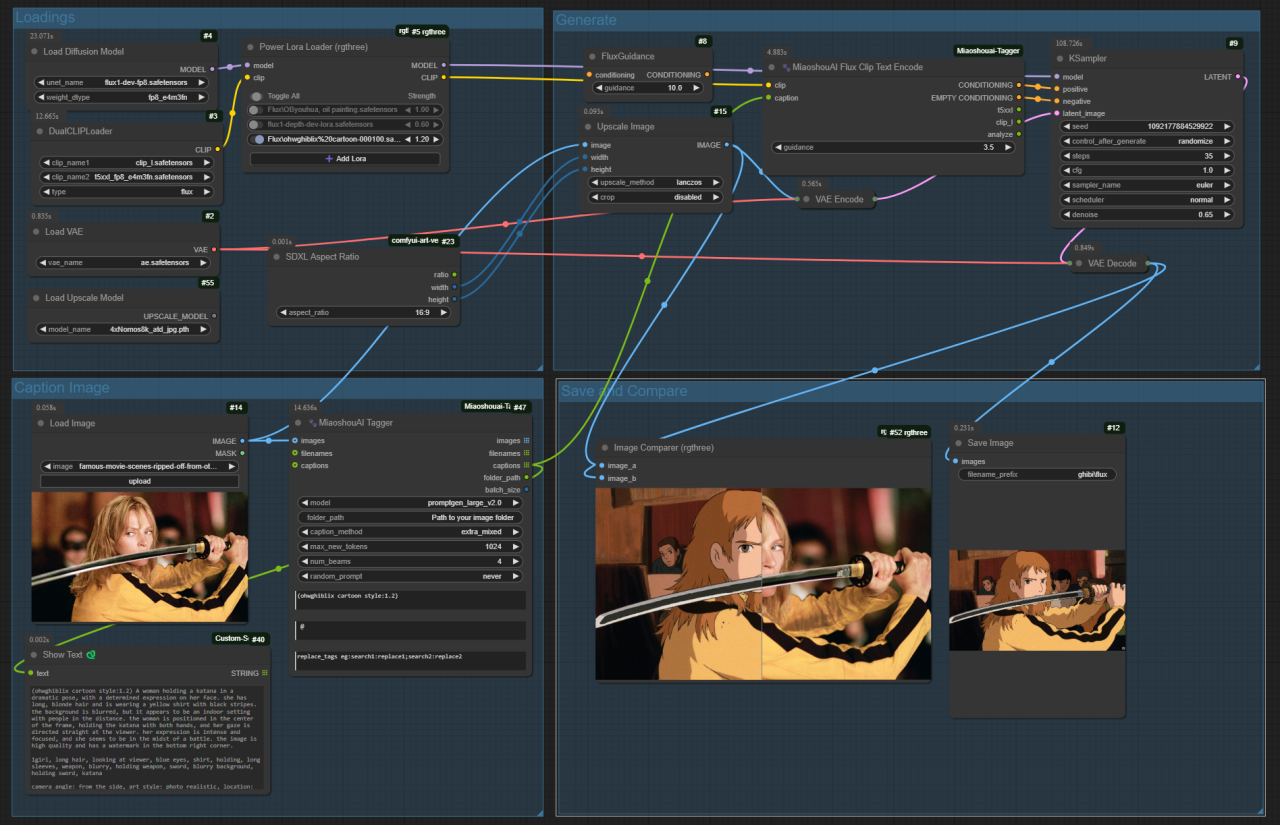 Loadings
23.071s
#4
Load Diffusion Model
MODEL
unet_name flux1-dev-fp8.safetensors
weight_dtype fp8_e4m3fn
12.665s
#3
DualCLIPLoader
CLIP
clip_name1 clip_l.safetensors
clip_name2 t5xxl_fp8_e4m3fn.safetensors
type flux
0.835s
#2
Load VAE
VAE
vae_name ae.safetensors
#55
Load Upscale Model
UPSCALE_MODEL
model_name 4xNomos8k_atd_jpg.pth
#5 rgthree
Power Lora Loader (rgthree)
model MODEL
clip CLIP
Toggle All Strength
Flux\OByouhua, oil painting.safetensors 1.00
flux1-depth-dev-lora.safetensors 0.60
Flux\ohwghiblix%20cartoon-000100.sa... 1.20
+ Add Lora
0.001s
comfyui-art-ve #23
SDXL Aspect Ratio
ratio
width
height
aspect_ratio 16:9
Generate
#8
FluxGuidance
conditioning CONDITIONING
guidance 10.0
0.093s
#15
Upscale Image
image IMAGE
width
height
upscale_method lanczos
crop disabled
4.883s
Miaoshouai-Tagger
MiaoshouAI Flux Clip Text Encode
clip CONDITIONING
caption EMPTY CONDITIONING
t5xxl
clip_l
analyze
guidance 3.5
0.565s
VAE Encode
108.726s
#9
KSampler
model LATENT
positive
negative
latent_image
seed 1092177884529922
control_after_generate randomize
steps 35
cfg 1.0
sampler_name euler
scheduler normal
denoise 0.65
0.849s
VAE Decode
Caption Image
0.058s
#14
Load Image
IMAGE
MASK
image famous-movie-scenes-ripped-off-from-ot...
upload
0.002s
Custom-S #40
Show Text
text STRING
(ohwghiblix cartoon style:1.2) A woman holding a katana in a
dramatic pose, with a determined expression on her face. she has
long, blonde hair and is wearing a yellow shirt with black stripes.
the background is blurred, but it appears to be an indoor setting
with people in the distance. the woman is positioned in the center
of the frame, holding the katana with both hands, and her gaze is
directed straight at the viewer. her expression is intense and
focused, and she seems to be in the midst of a battle. the image is
high quality and has a watermark in the bottom right corner.
1girl, long hair, looking at viewer, blue eyes, shirt, holding, long
sleeves, weapon, blurry, holding weapon, sword, blurry background,
holding sword, katana
camera angle: from the side, art style: photo realistic, location:
14.636s
Miaoshouai-Ta #47
MiaoshouAI Tagger
images images
filenames filenames
captions captions
folder_path
batch_size
model promptgen_large_v2.0
folder_path Path to your image folder
caption_method extra_mixed
max_new_tokens 1024
num_beams 4
random_prompt never
(ohwghiblix cartoon style:1.2)
#
replace_tags eg:search1:replace1;search2:replace2
Save and Compare
#52 rgthree
Image Comparer (rgthree)
image_a
image_b
0.231s
#12
Save Image
images
filename_prefix ghibl\flux